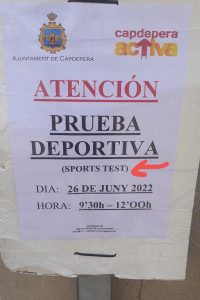 AJUNTAMENT DE CAPDEPERA
capdepera
activa
ATENCIÓN
PRUEBA
DEPORTIVA
(SPORTS TEST)
DIA: 26 DE JUNY 2022
HORA: 9'30h - 12'OOh